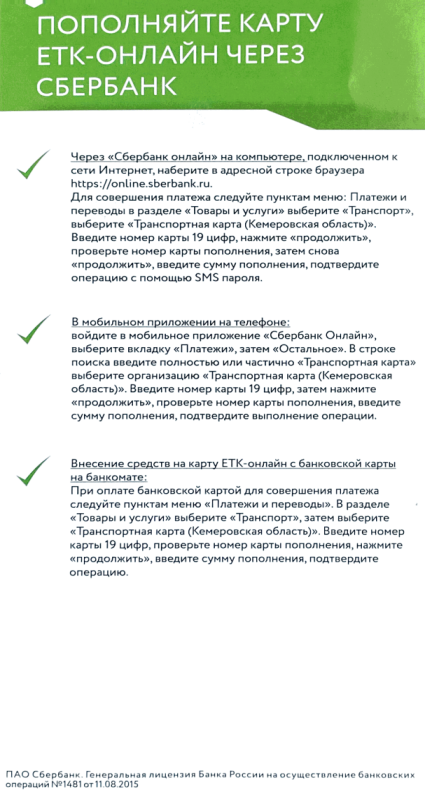 ПОПОЛНЯЙТЕ КАРТУ
ЕТК-ОНЛАЙН ЧЕРЕЗ
СБЕРБАНК
Через «Сбербанк онлайн» на компьютере, подключенном к
сети Интернет, наберите в адресной строке браузера
https://online.sberbank.ru.
Для совершения платежа следуйте пунктам меню: Платежи и
переводы в разделе «Товары и услуги» выберите «Транспорт»,
выберите «Транспортная карта (Кемеровская область)».
Введите номер карты 19 цифр, нажмите «продолжить»,
проверьте номер карты пополнения, затем снова
«продолжить», введите сумму пополнения, подтвердите
операцию с помощью SMS пароля.
В мобильном приложении на телефоне:
войдите в мобильное приложение «Сбербанк Онлайн»,
выберите вкладку «Платежи», затем «Остальное». В строке
поиска введите полностью или частично «Транспортная карта»
выберите организацию «Транспортная карта (Кемеровская
область)». Введите номер карты 19 цифр, затем нажмите
«продолжить», проверьте номер карты пополнения, введите
сумму пополнения, подтвердите выполнение операции.
Внесение средств на карту ЕТК-онлайн с банковской карты
на банкомате:
При оплате банковской картой для совершения платежа
следуйте пунктам меню «Платежи и переводы». В разделе
«Товары и услуги» выберите «Транспорт», затем выберите
«Транспортная карта (Кемеровская область)». Введите номер
карты 19 цифр, проверьте номер карты пополнения, нажмите
«продолжить», введите сумму пополнения, подтвердите
операцию.
ПАО Сбербанк. Генеральная лицензия Банка России на осуществление банковских
операций №1481 от 11.08.2015